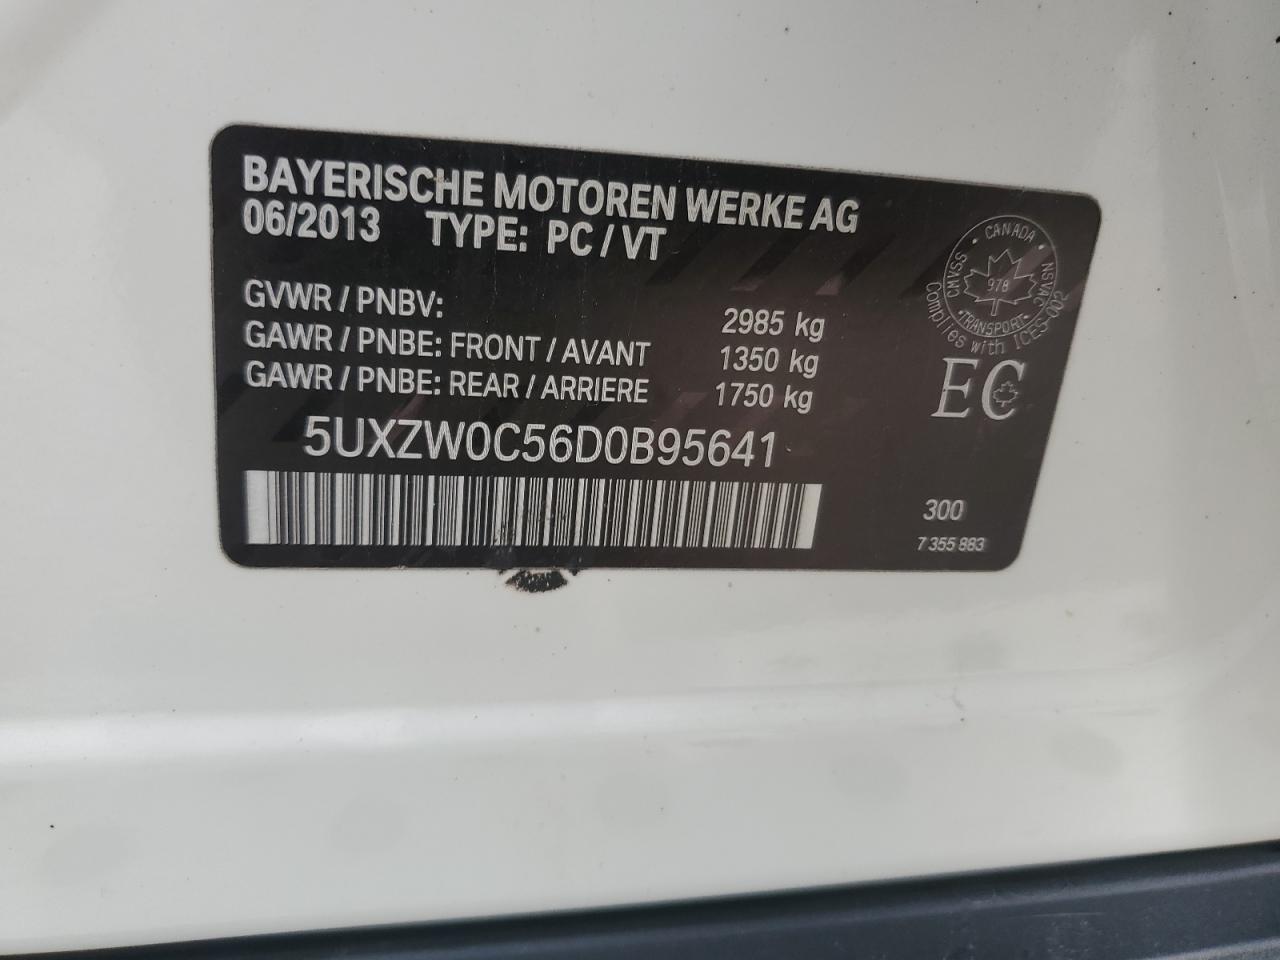 BAYERISCHE MOTOREN WERKE AG
06/2013 TYPE: PC / VT
GVWR / PNBV: 2985 kg
GAWR / PNBE: FRONT / AVANT 1350 kg
GAWR / PNBE: REAR / ARRIERE 1750 kg
5UXZW0C56D0B95641
CANADA
CMVSS
NSVAC
978
TRANSPORT
Complies with ICES-002
EC
300
7 355 883